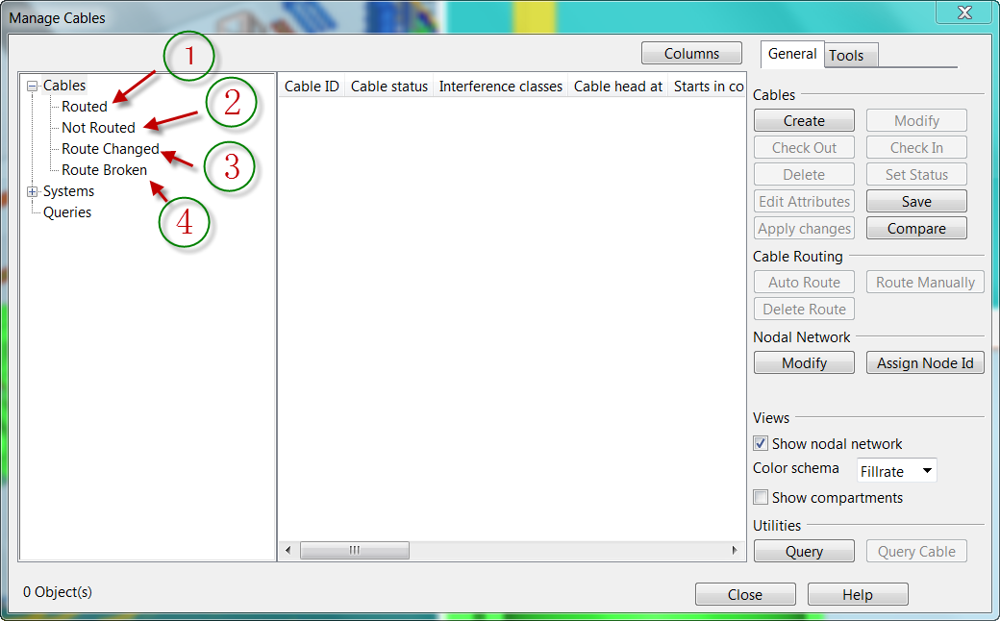 Manage Cables
Columns
General Tools
1
2
3
4
Cables
Routed
Not Routed
Route Changed
Route Broken
Systems
Queries
Cable ID Cable status Interference classes Cable head at Starts in co
Cables
Create Modify
Check Out Check In
Delete Set Status
Edit Attributes Save
Apply changes Compare
Cable Routing
Auto Route Route Manually
Delete Route
Nodal Network
Modify Assign Node Id
Views
Show nodal network
Color schema Fillrate
Show compartments
Utilities
Query Query Cable
0 Object(s)
Close Help